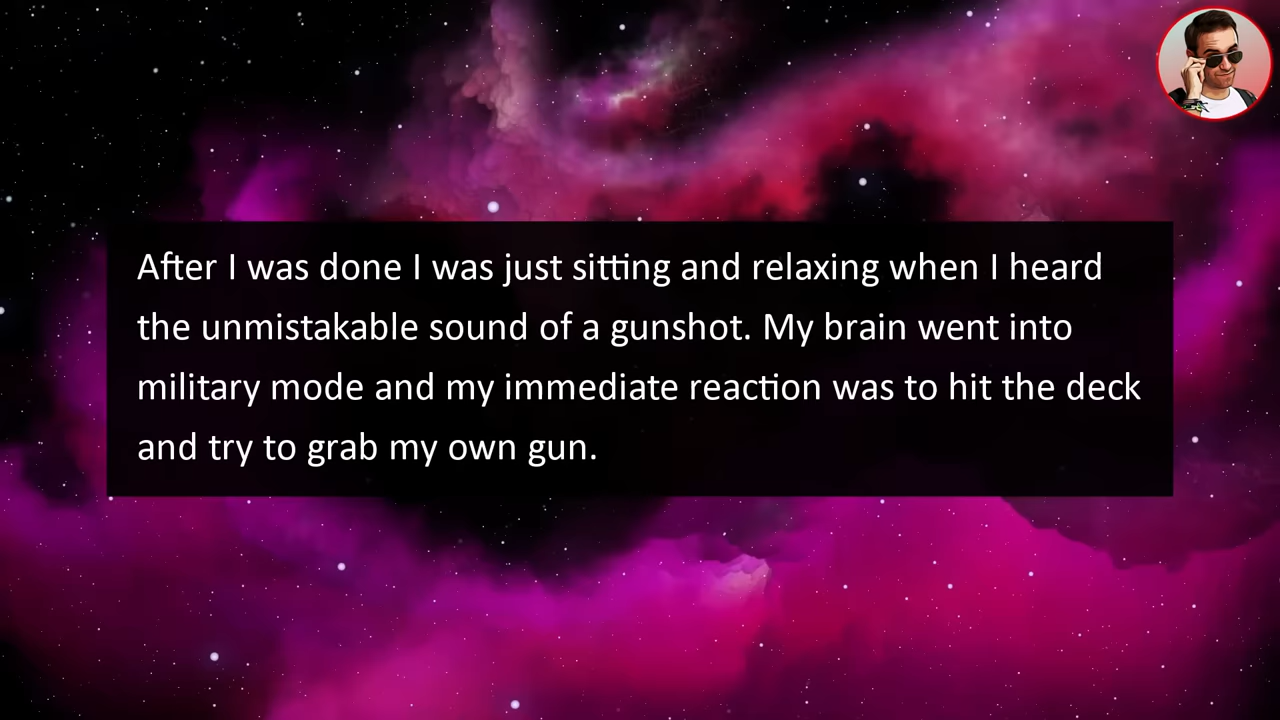 After I was done I was just sitting and relaxing when I heard
the unmistakable sound of a gunshot. My brain went into
military mode and my immediate reaction was to hit the deck
and try to grab my own gun.